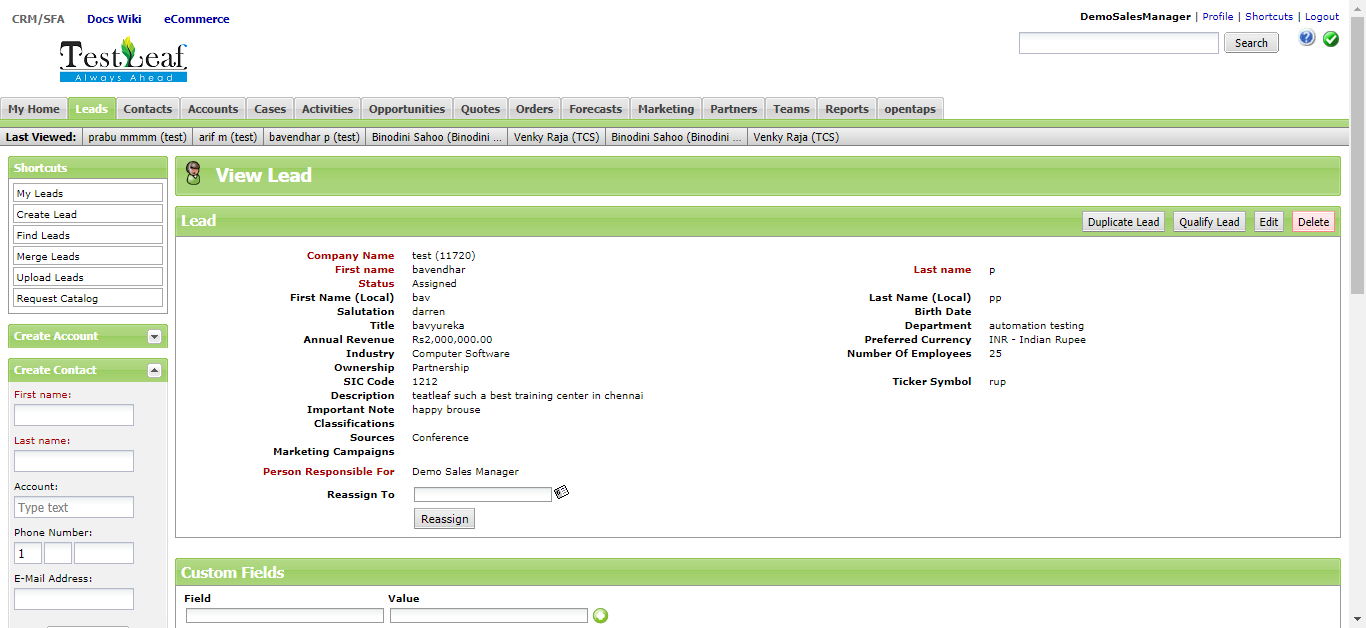 CRM/SFA Docs Wiki eCommerce
DemoSalesManager | Profile | Shortcuts | Logout
TestLeaf
Always Ahead
Search
My Home Leads Contacts Accounts Cases Activities Opportunities Quotes Orders Forecasts Marketing Partners Teams Reports opentaps
Last Viewed: prabu mmmm (test) arif m (test) bavendhar p (test) Binodini Sahoo (Binodini ... Venky Raja (TCS) Binodini Sahoo (Binodini ... Venky Raja (TCS)
Shortcuts
My Leads
Create Lead
Find Leads
Merge Leads
Upload Leads
Request Catalog
Create Account
Create Contact
First name:
Last name:
Account:
Type text
Phone Number:
1
E-Mail Address:
View Lead
Lead Duplicate Lead Qualify Lead Edit Delete
Company Name test (11720)
First name bavendhar Last name p
Status Assigned
First Name (Local) bav Last Name (Local) pp
Salutation darren Birth Date
Title bavyureka Department automation testing
Annual Revenue Rs2,000,000.00 Preferred Currency INR - Indian Rupee
Industry Computer Software Number Of Employees 25
Ownership Partnership
SIC Code 1212 Ticker Symbol rup
Description teatleaf such a best training center in chennai
Important Note happy brouse
Classifications
Sources Conference
Marketing Campaigns
Person Responsible For Demo Sales Manager
Reassign To
Reassign
Custom Fields
Field Value